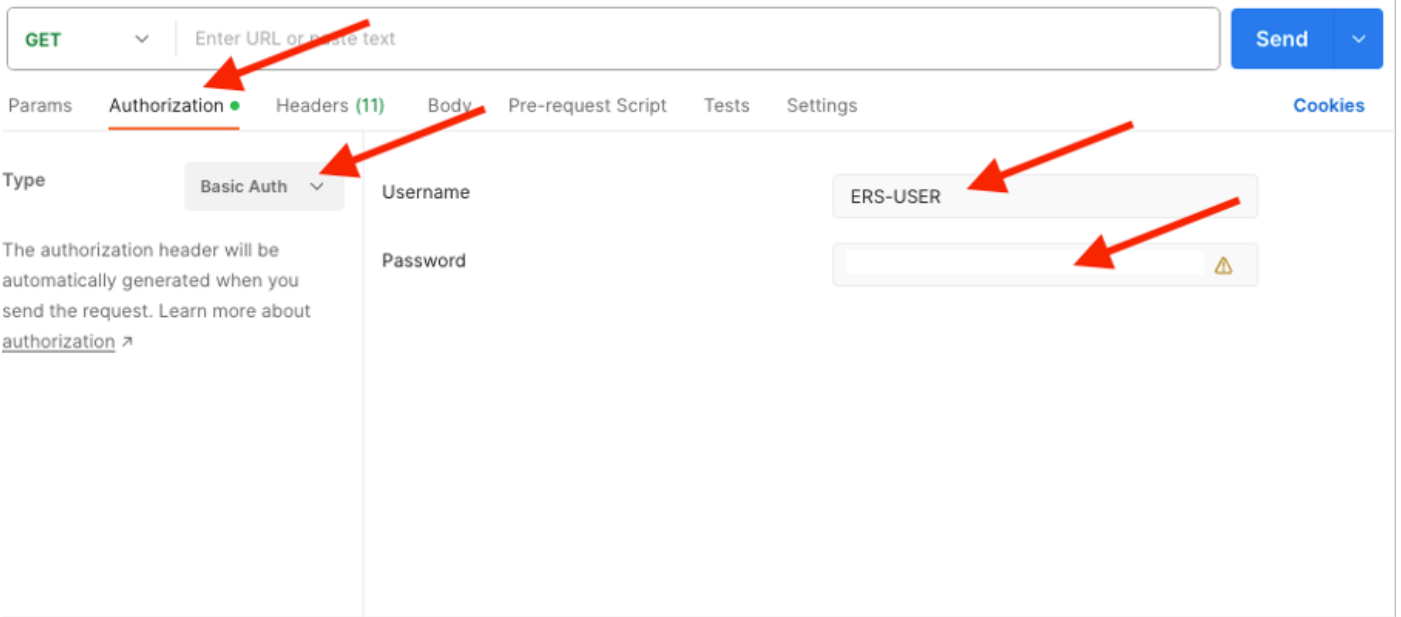 GET Enter URL or paste text Send
Params Authorization Headers (11) Body Pre-request Script Tests Settings Cookies
Type Basic Auth
The authorization header will be
automatically generated when you
send the request. Learn more about
authorization ↗
Username ERS-USER
Password